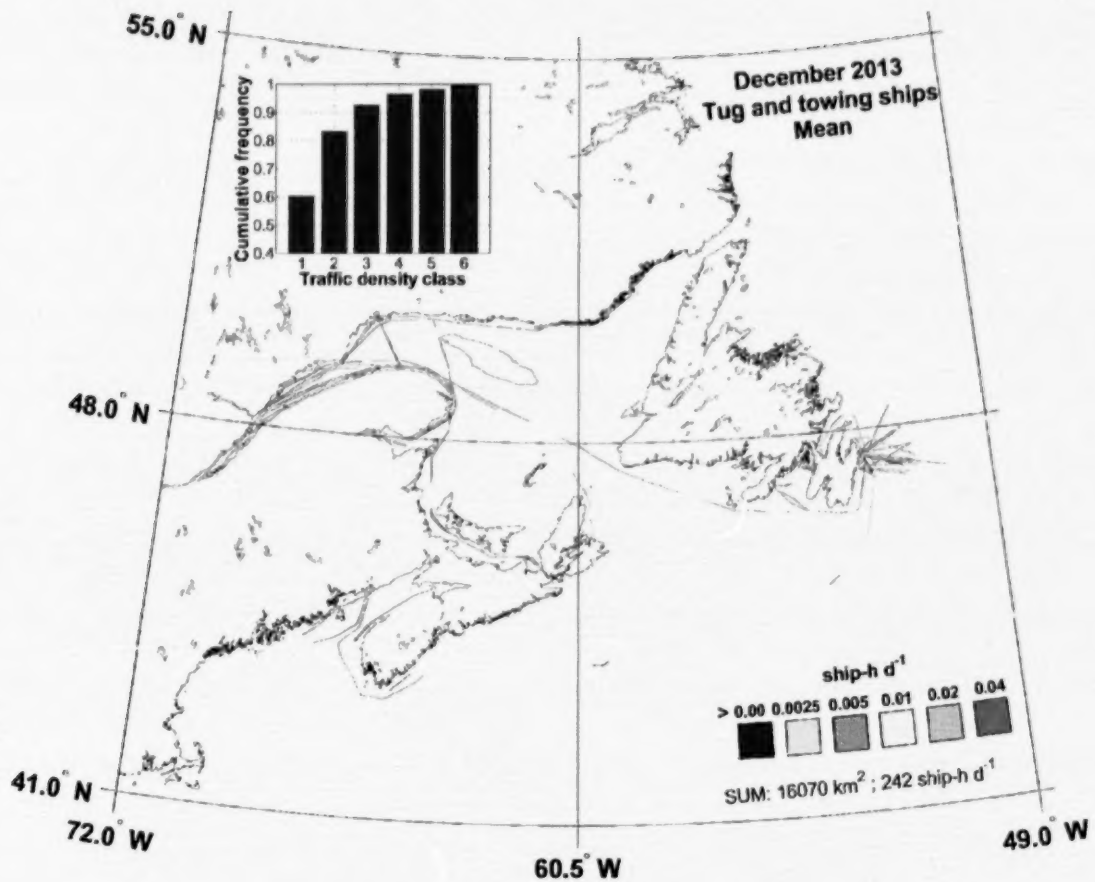 55.0° N
December 2013
Tug and towing ships
Mean
Cumulative frequency
1
0.9
0.8
0.7
0.6
0.5
0.4
1 2 3 4 5 6
Traffic density class
48.0° N
ship-h d⁻¹
> 0.00 0.0025 0.005 0.01 0.02 0.04
SUM: 16070 km² ; 242 ship-h d⁻¹
41.0° N
72.0° W
60.5° W
49.0° W